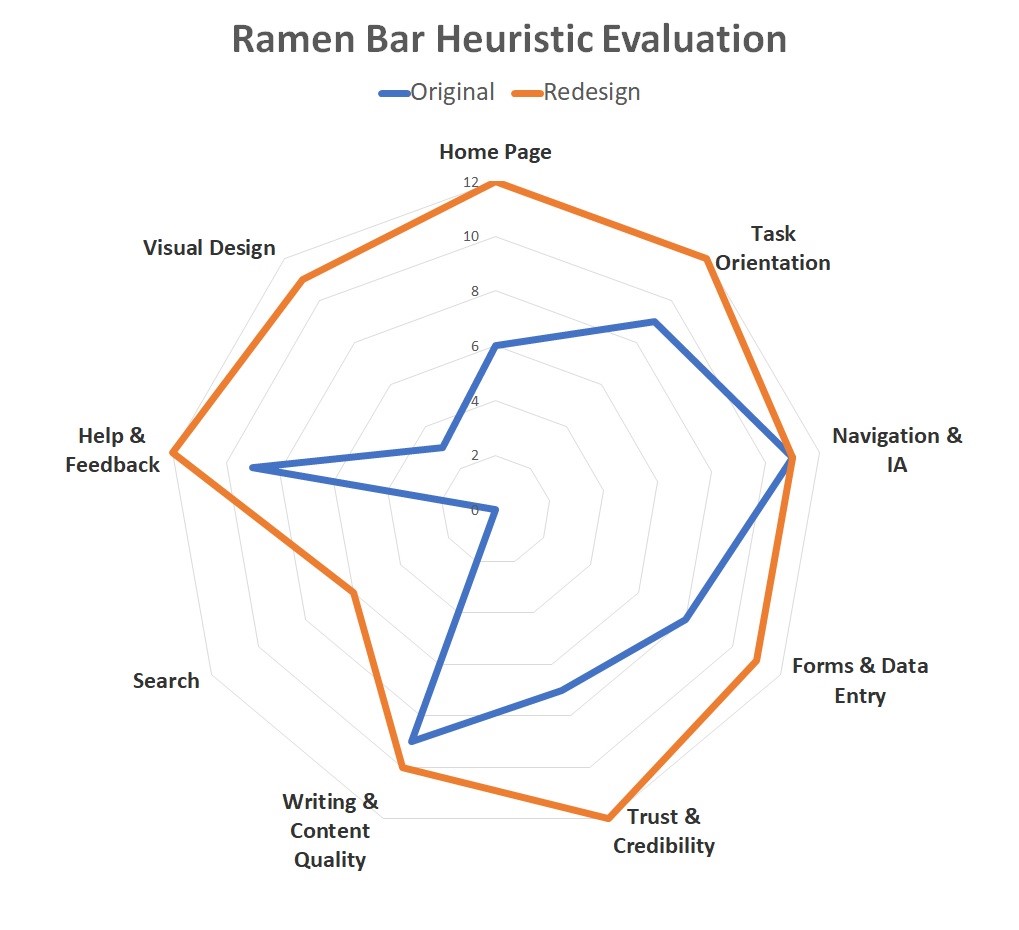 Ramen Bar Heuristic Evaluation
Original Redesign
Home Page
12
10
8
6
4
2
0
Task
Orientation
Navigation &
IA
Forms & Data
Entry
Trust &
Credibility
Writing &
Content
Quality
Search
Help &
Feedback
Visual Design